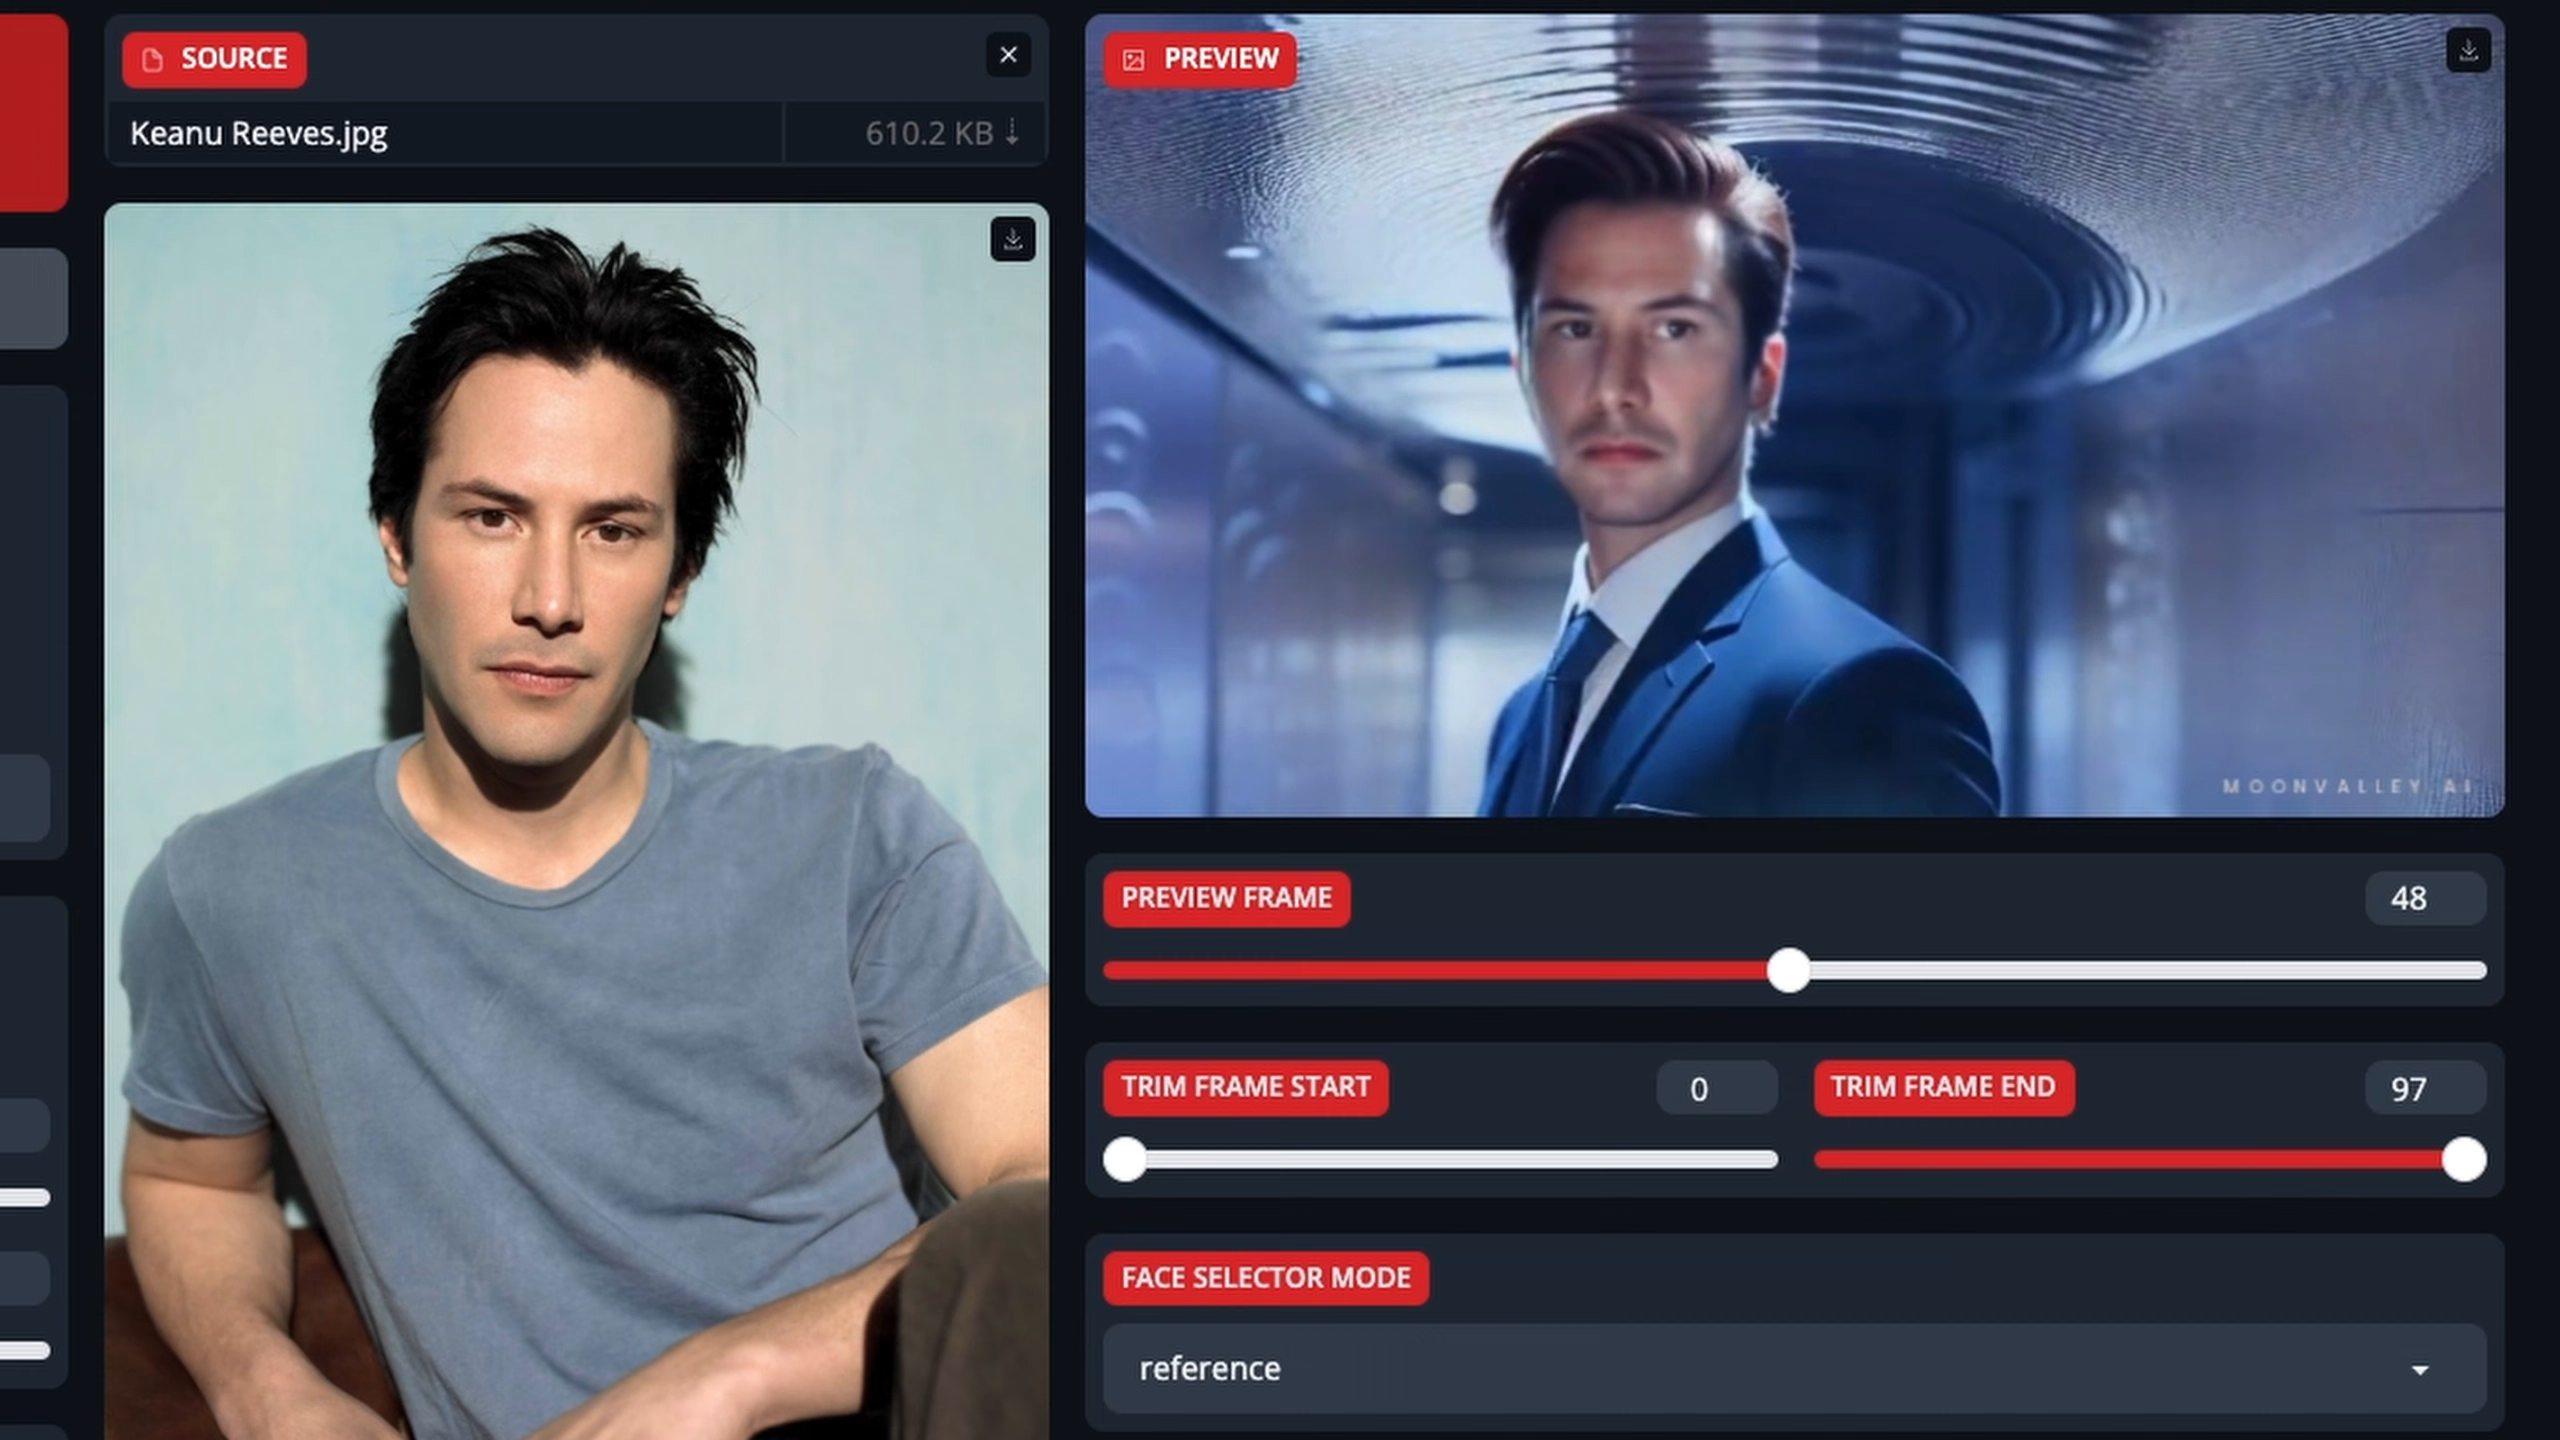 SOURCE
Keanu Reeves.jpg
610.2 KB ↓
PREVIEW
MOONVALLEY.AI
PREVIEW FRAME
48
TRIM FRAME START
0
TRIM FRAME END
97
FACE SELECTOR MODE
reference